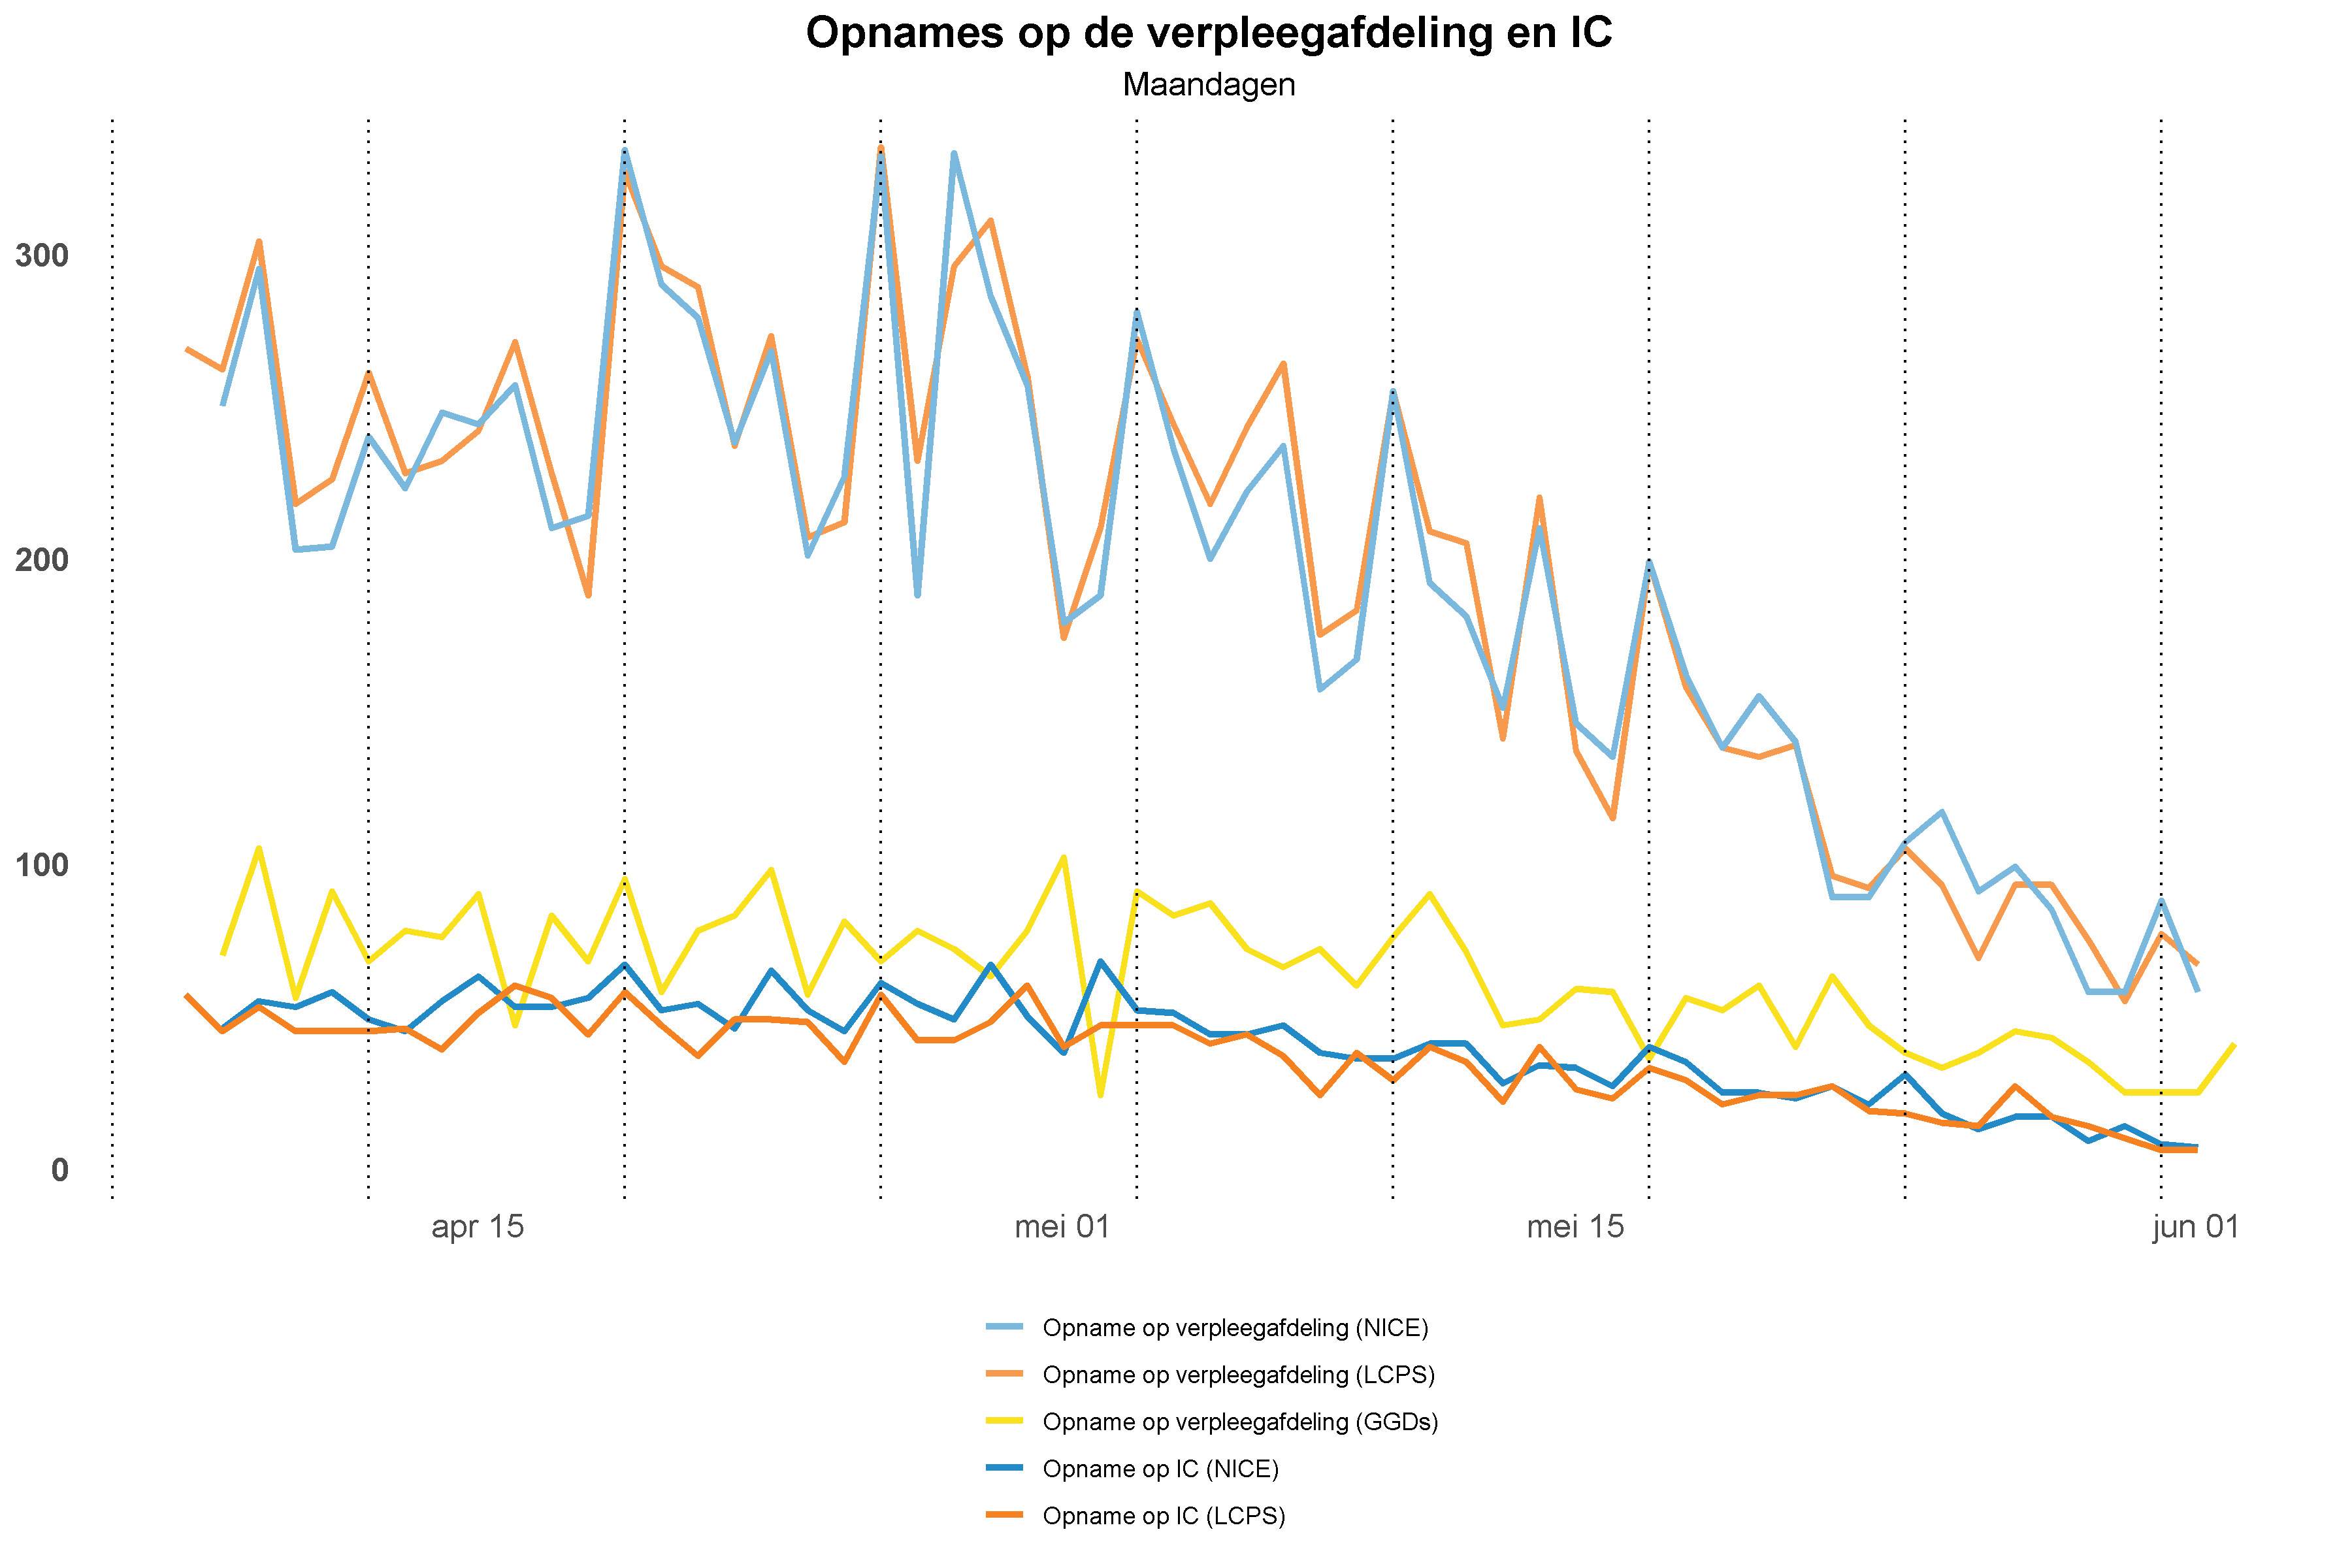 Opnames op de verpleegafdeling en IC
Maandagen
300
200
100
0
apr 15
mei 01
mei 15
jun 01
Opname op verpleegafdeling (NICE)
Opname op verpleegafdeling (LCPS)
Opname op verpleegafdeling (GGDs)
Opname op IC (NICE)
Opname op IC (LCPS)